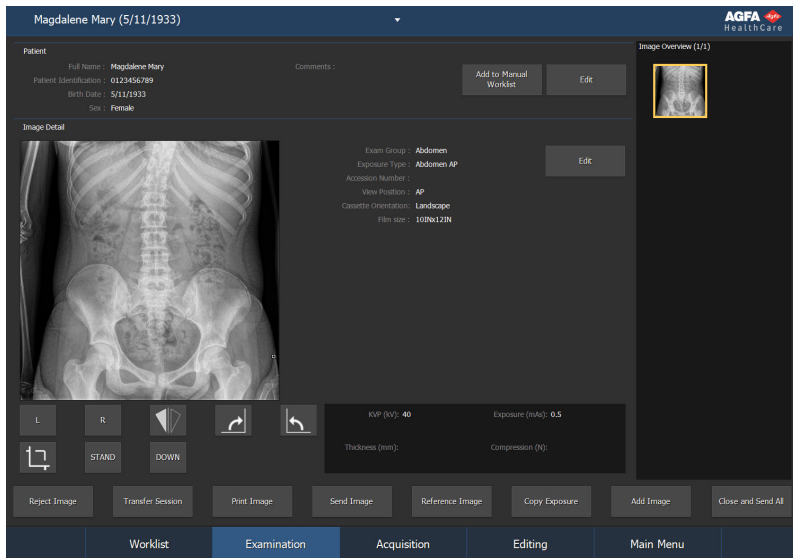 Magdalene Mary (5/11/1933)
AGFA
HealthCare
Patient
Full Name : Magdalene Mary
Comments :
Patient Identification : 0123456789
Birth Date : 5/11/1933
Sex : Female
Add to Manual
Worklist
Edit
Image Overview (1/1)
Image Detail
Exam Group : Abdomen
Exposure Type : Abdomen AP
Accession Number :
View Position : AP
Cassette Orientation: Landscape
Film size : 10INx12IN
Edit
L
R
STAND
DOWN
KVP (kV): 40
Exposure (mAs): 0.5
Thickness (mm):
Compression (N):
Reject Image
Transfer Session
Print Image
Send Image
Reference Image
Copy Exposure
Add Image
Close and Send All
Worklist
Examination
Acquisition
Editing
Main Menu